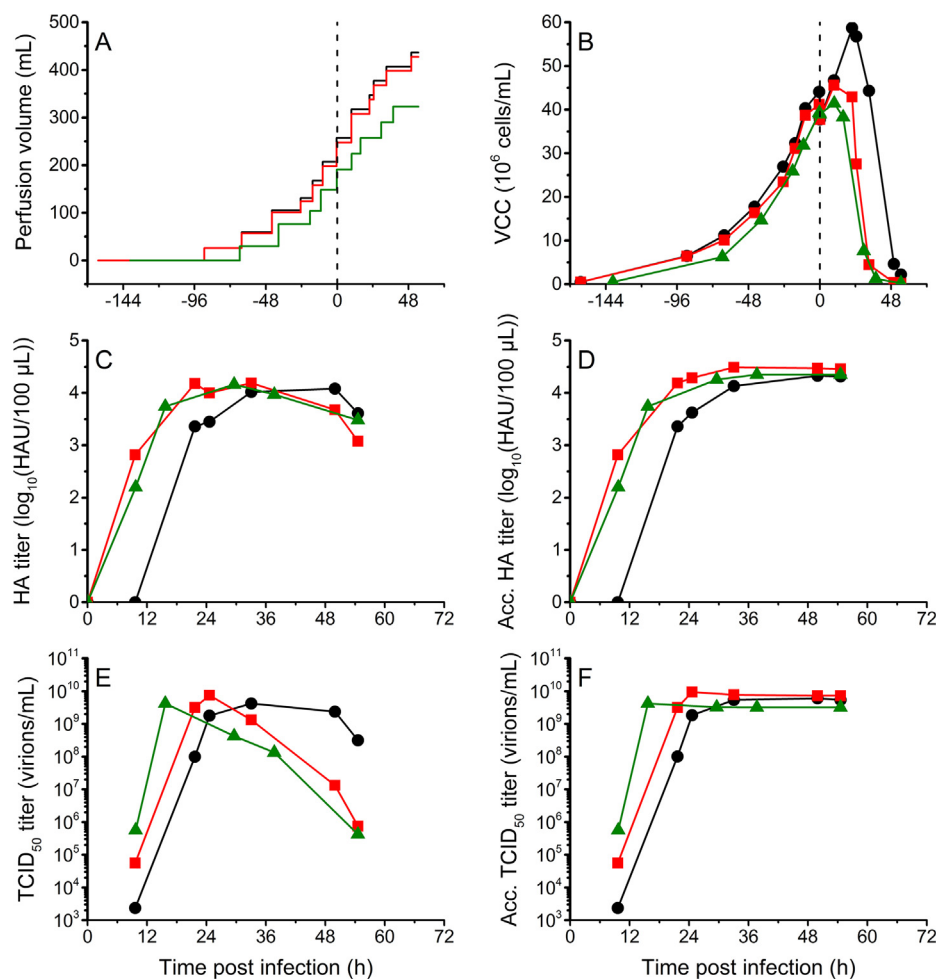 A
Perfusion volume (mL)
500
400
300
200
100
0
-144 -96 -48 0 48
B
VCC (10⁶ cells/mL)
60
50
40
30
20
10
0
-144 -96 -48 0 48
C
HA titer (log₁₀(HAU/100 µL))
5
4
3
2
1
0
0 12 24 36 48 60 72
D
Acc. HA titer (log₁₀(HAU/100 µL))
5
4
3
2
1
0
0 12 24 36 48 60 72
E
TCID₅₀ titer (virions/mL)
10¹¹
10¹⁰
10⁹
10⁸
10⁷
10⁶
10⁵
10⁴
10³
0 12 24 36 48 60 72
Time post infection (h)
F
Acc. TCID₅₀ titer (virions/mL)
10¹¹
10¹⁰
10⁹
10⁸
10⁷
10⁶
10⁵
10⁴
10³
0 12 24 36 48 60 72
Time post infection (h)